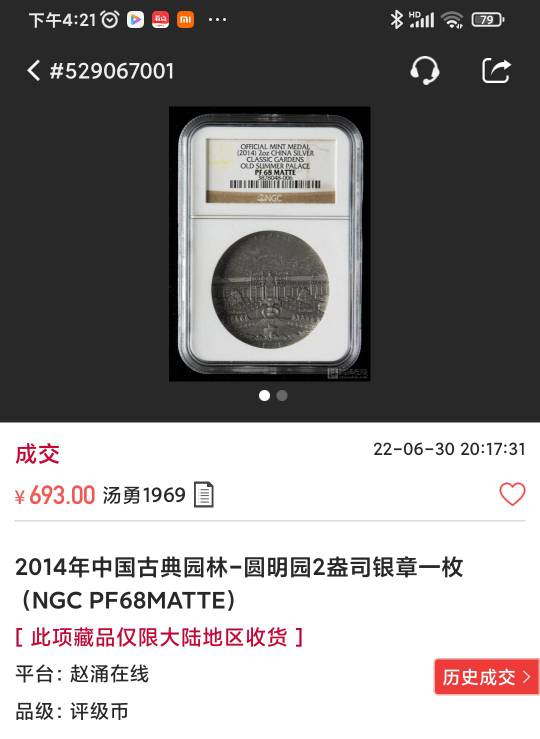 下午4:21
HD
79
#529067001
OFFICIAL MINT MEDAL
(2014) 2oz CHINA SILVER
CLASSIC GARDENS
OLD SUMMER PALACE
PF 68 MATTE
3878048-006
NGC
成交
22-06-30 20:17:31
¥693.00 汤勇1969
2014年中国古典园林-圆明园2盎司银章一枚
（NGC PF68MATTE）
[ 此项藏品仅限大陆地区收货 ]
平台: 赵涌在线
历史成交 >
品级: 评级币